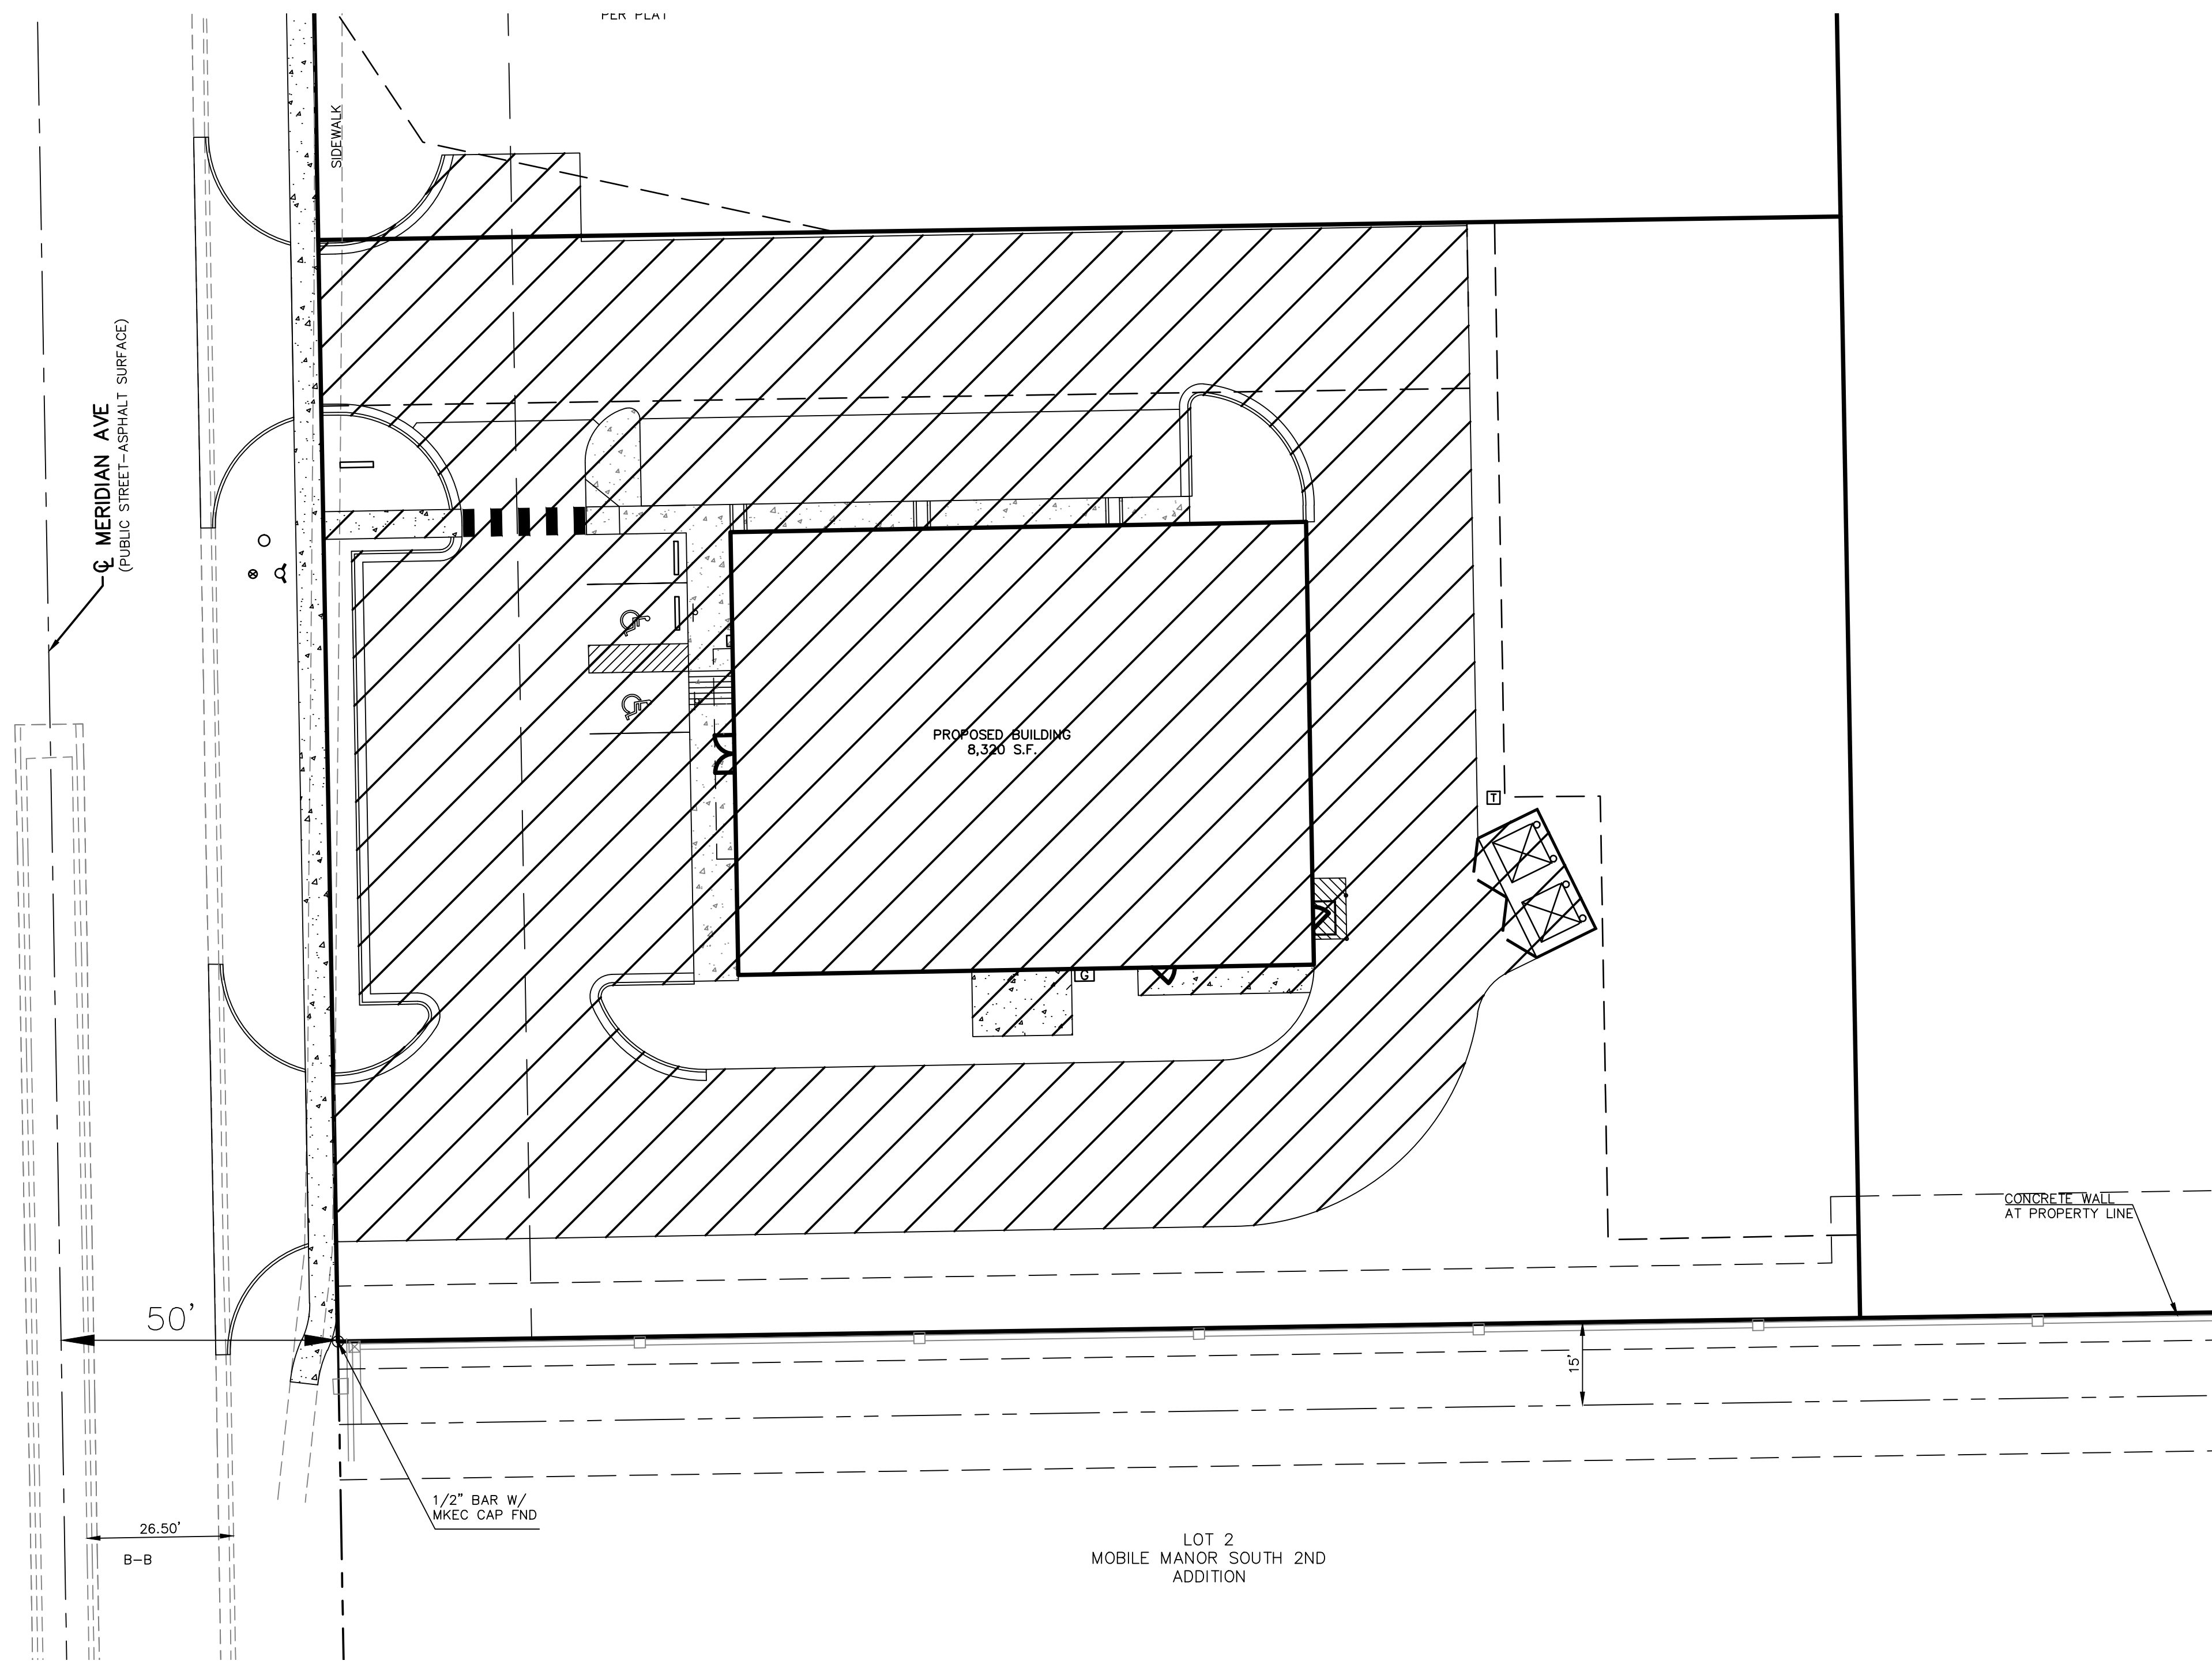 PER PLAT
SIDEWALK
℄ MERIDIAN AVE
(PUBLIC STREET-ASPHALT SURFACE)
PROPOSED BUILDING
8,320 S.F.
T
G
CONCRETE WALL
AT PROPERTY LINE
50'
15'
1/2" BAR W/
MKEC CAP FND
26.50'
B-B
LOT 2
MOBILE MANOR SOUTH 2ND
ADDITION